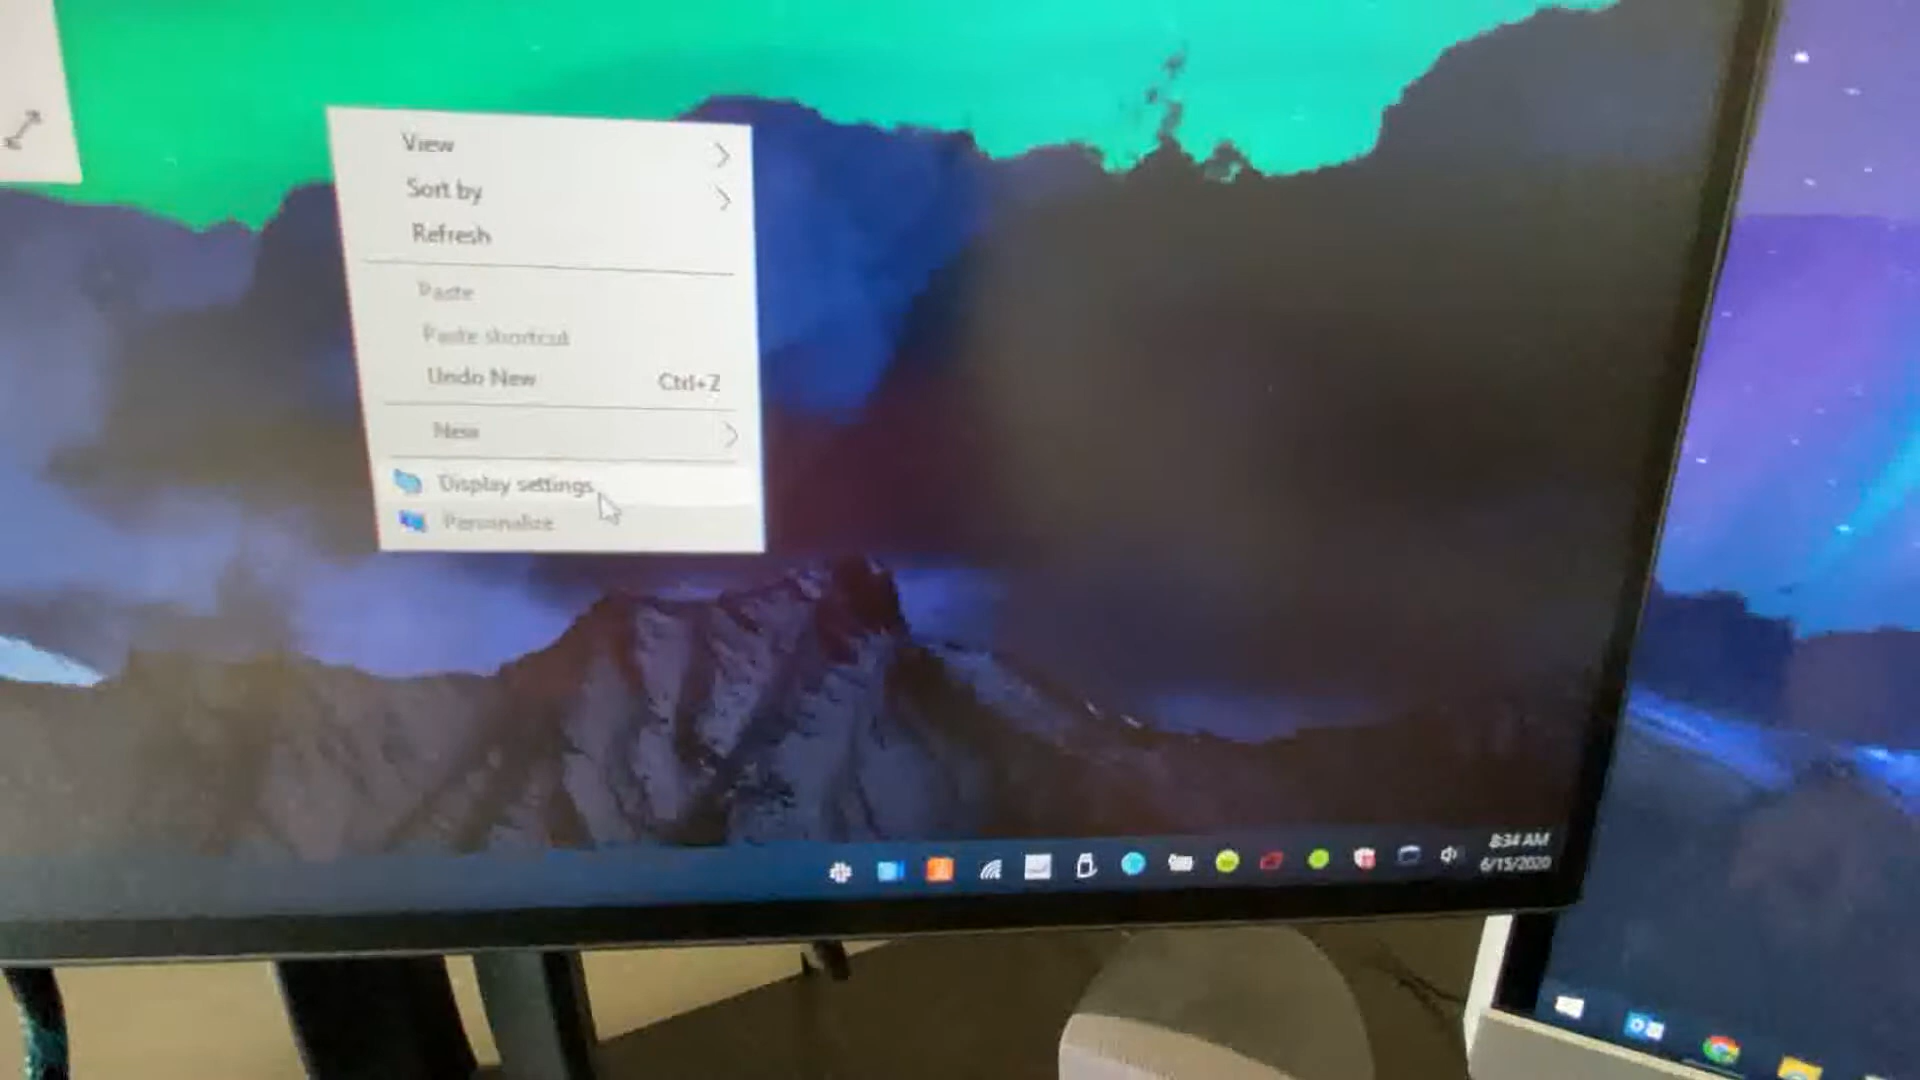 View
Sort by
Refresh
Paste
Paste shortcut
Undo New Ctrl+Z
New
Display settings
Personalize
8:34 AM
6/15/2020